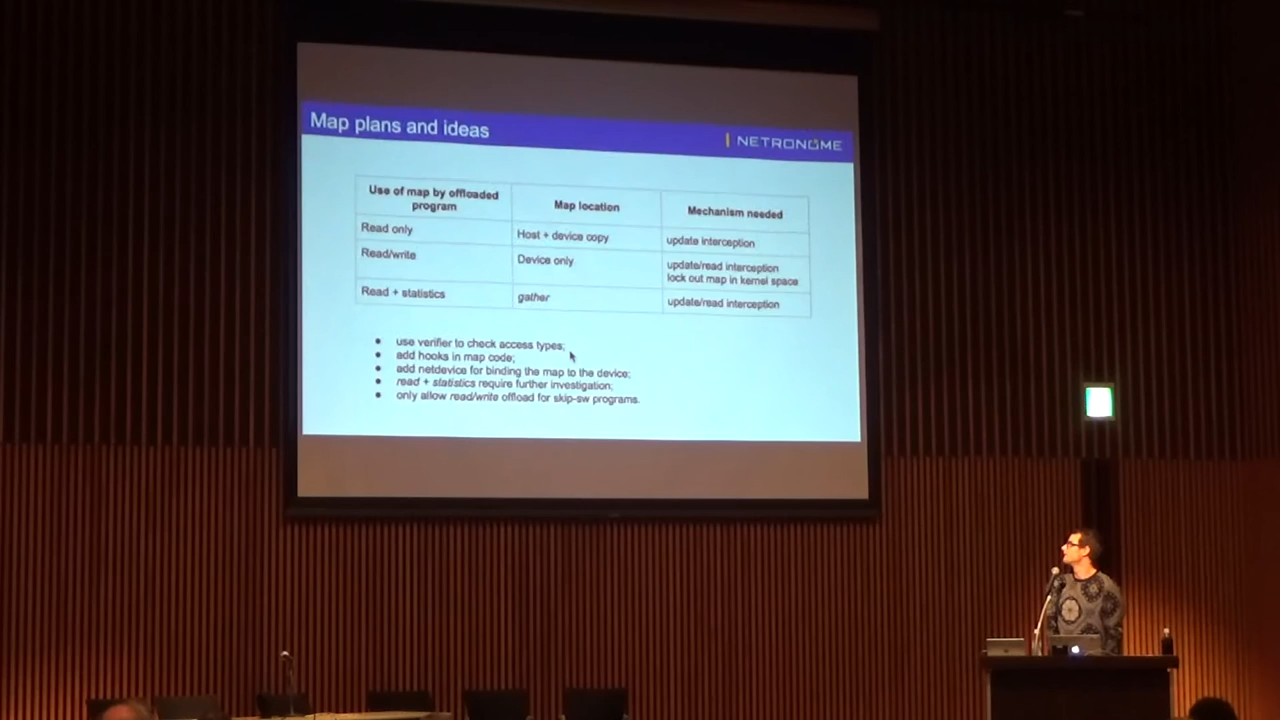 Map plans and ideas
NETRONOME
Use of map by offloaded
program
Map location
Mechanism needed
Read only
Host + device copy
update interception
Read/write
Device only
update/read interception
lock out map in kernel space
Read + statistics
gather
update/read interception
use verifier to check access types;
add hooks in map code;
add netdevice for binding the map to the device;
read + statistics require further investigation;
only allow read/write offload for skip-sw programs.